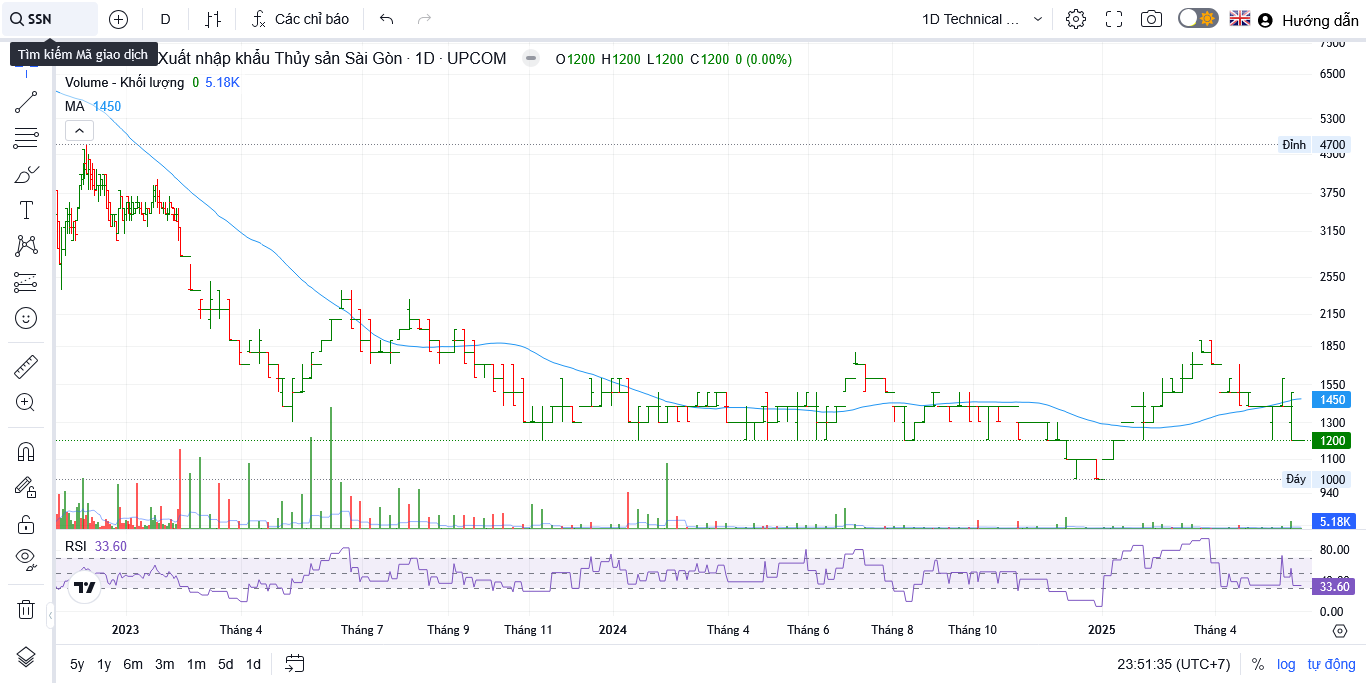 SSN
D
Các chỉ báo
1D Technical ...
Hướng dẫn
Tìm kiếm Mã giao dịch
Xuất nhập khẩu Thủy sản Sài Gòn · 1D · UPCOM
O1200 H1200 L1200 C1200 0 (0.00%)
Volume - Khối lượng 0 5.18K
MA 1450
7500
6500
5300
Đỉnh 4700
4500
3750
3150
2550
2150
1850
1550
1450
1300
1200
1100
Đáy 1000
940
5.18K
RSI 33.60
80.00
40.00
33.60
0.00
2023 Tháng 4 Tháng 7 Tháng 9 Tháng 11 2024 Tháng 4 Tháng 6 Tháng 8 Tháng 10 2025 Tháng 4
5y 1y 6m 3m 1m 5d 1d
23:51:35 (UTC+7) % log tự động